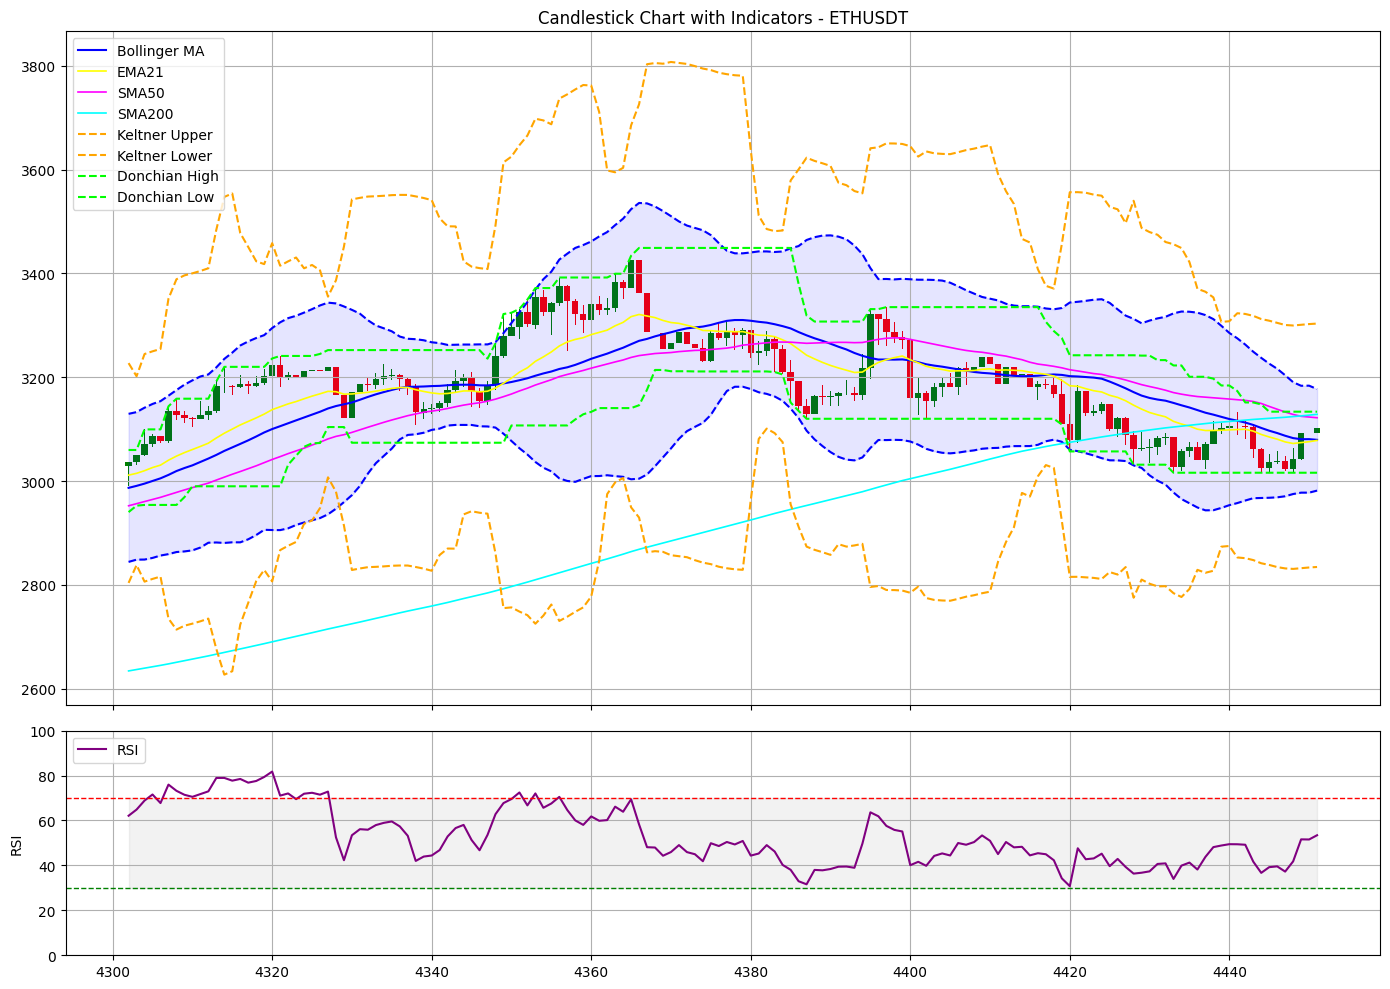 Candlestick Chart with Indicators - ETHUSDT
Bollinger MA
EMA21
SMA50
SMA200
Keltner Upper
Keltner Lower
Donchian High
Donchian Low
3800
3600
3400
3200
3000
2800
2600
RSI
100
80
60
40
20
0
RSI
4300 4320 4340 4360 4380 4400 4420 4440